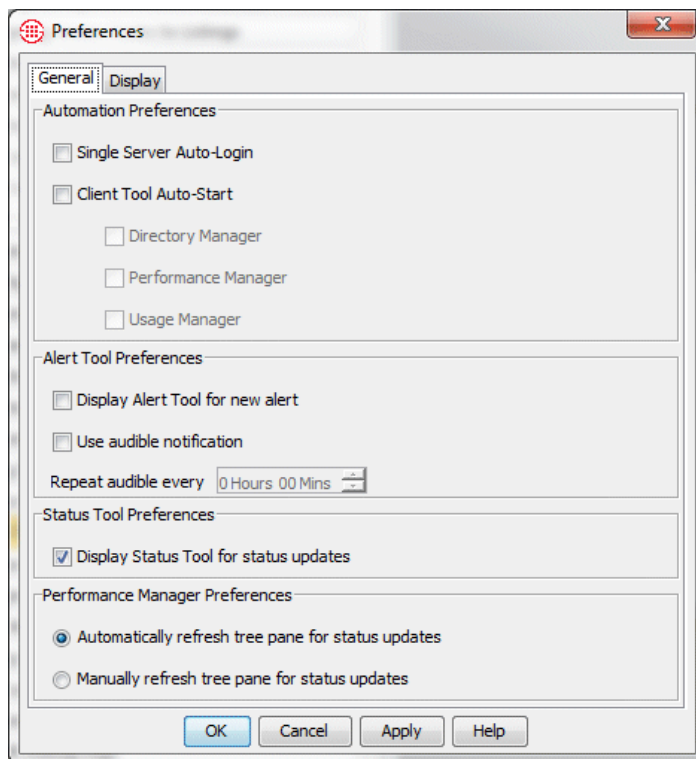 Preferences
General
Display
Automation Preferences
Single Server Auto-Login
Client Tool Auto-Start
Directory Manager
Performance Manager
Usage Manager
Alert Tool Preferences
Display Alert Tool for new alert
Use audible notification
Repeat audible every 0 Hours 00 Mins
Status Tool Preferences
Display Status Tool for status updates
Performance Manager Preferences
Automatically refresh tree pane for status updates
Manually refresh tree pane for status updates
OK Cancel Apply Help